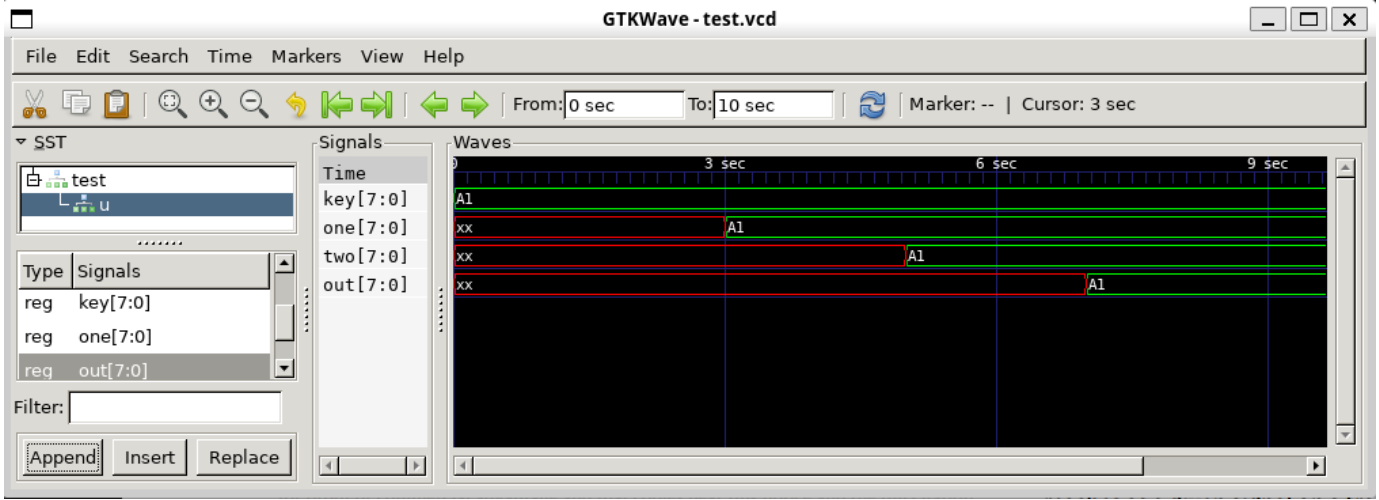 GTKWave - test.vcd
File Edit Search Time Markers View Help
From: 0 sec To: 10 sec Marker: -- | Cursor: 3 sec
SST
test
u
Type Signals
reg key[7:0]
reg one[7:0]
reg out[7:0]
Filter:
Append Insert Replace
Signals
Time
key[7:0]
one[7:0]
two[7:0]
out[7:0]
Waves
0 3 sec 6 sec 9 sec
A1
xx A1
xx A1
xx A1